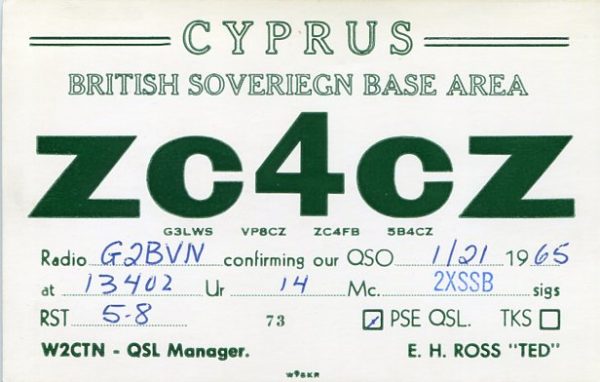 CYPRUS
BRITISH SOVERIEGN BASE AREA
ZC4CZ
G3LWS VP8CZ ZC4FB 5B4CZ
Radio G2BVN confirming our QSO 1/21 1965
at 13402 Ur 14 Mc. 2XSSB sigs
RST 5-8 73 PSE QSL. TKS
W2CTN - QSL Manager. E. H. ROSS "TED"